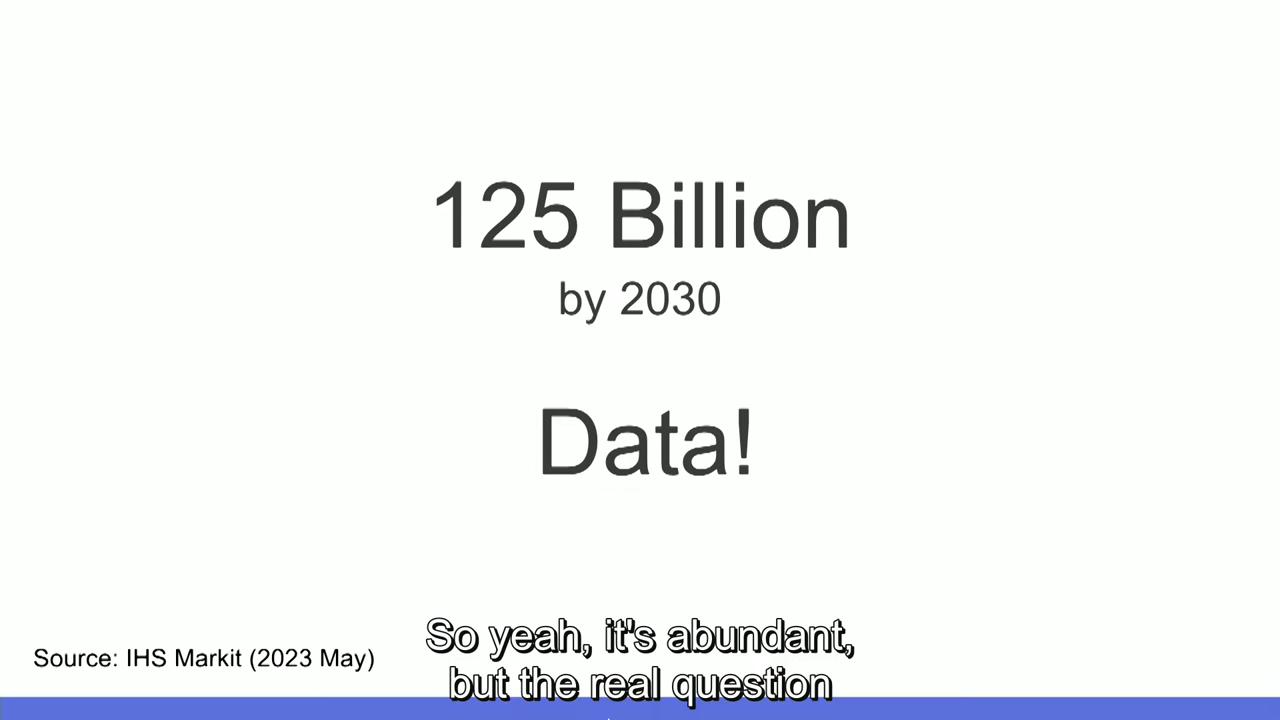 125 Billion
by 2030
Data!
Source: IHS Markit (2023 May)
So yeah, it's abundant,
but the real question